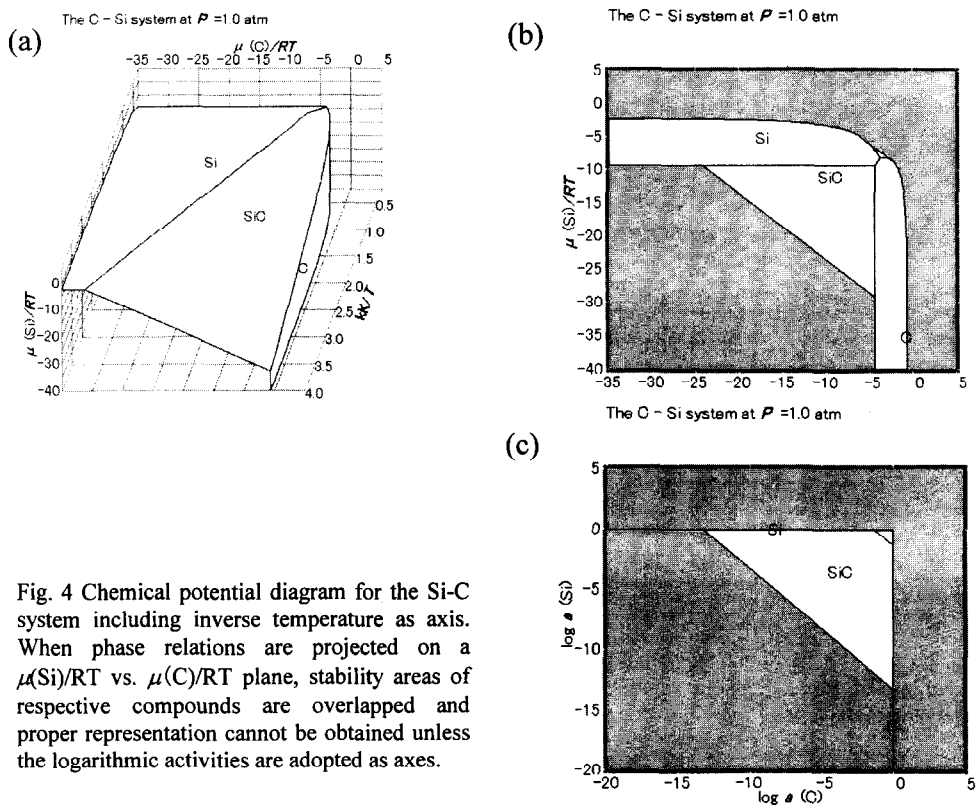 The C - Si system at P =1.0 atm
(a)
μ (C)/RT
-35 -30 -25 -20 -15 -10 -5 0 5
Si
SiC
C
0.5
1.0
1.5
2.0
2.5
3.0
3.5
4.0
kK/T
0
-10
-20
-30
-40
μ (Si)/RT
The C - Si system at P =1.0 atm
(b)
5
0
-5
-10
-15
-20
-25
-30
-35
-40
μ (Si)/RT
Si
SiC
C
-35 -30 -25 -20 -15 -10 -5 0 5
The C - Si system at P =1.0 atm
(c)
5
0
-5
-10
-15
-20
log a (Si)
Si
SiC
-20 -15 -10 -5 0 5
log a (C)
Fig. 4 Chemical potential diagram for the Si-C
system including inverse temperature as axis.
When phase relations are projected on a
μ(Si)/RT vs. μ(C)/RT plane, stability areas of
respective compounds are overlapped and
proper representation cannot be obtained unless
the logarithmic activities are adopted as axes.